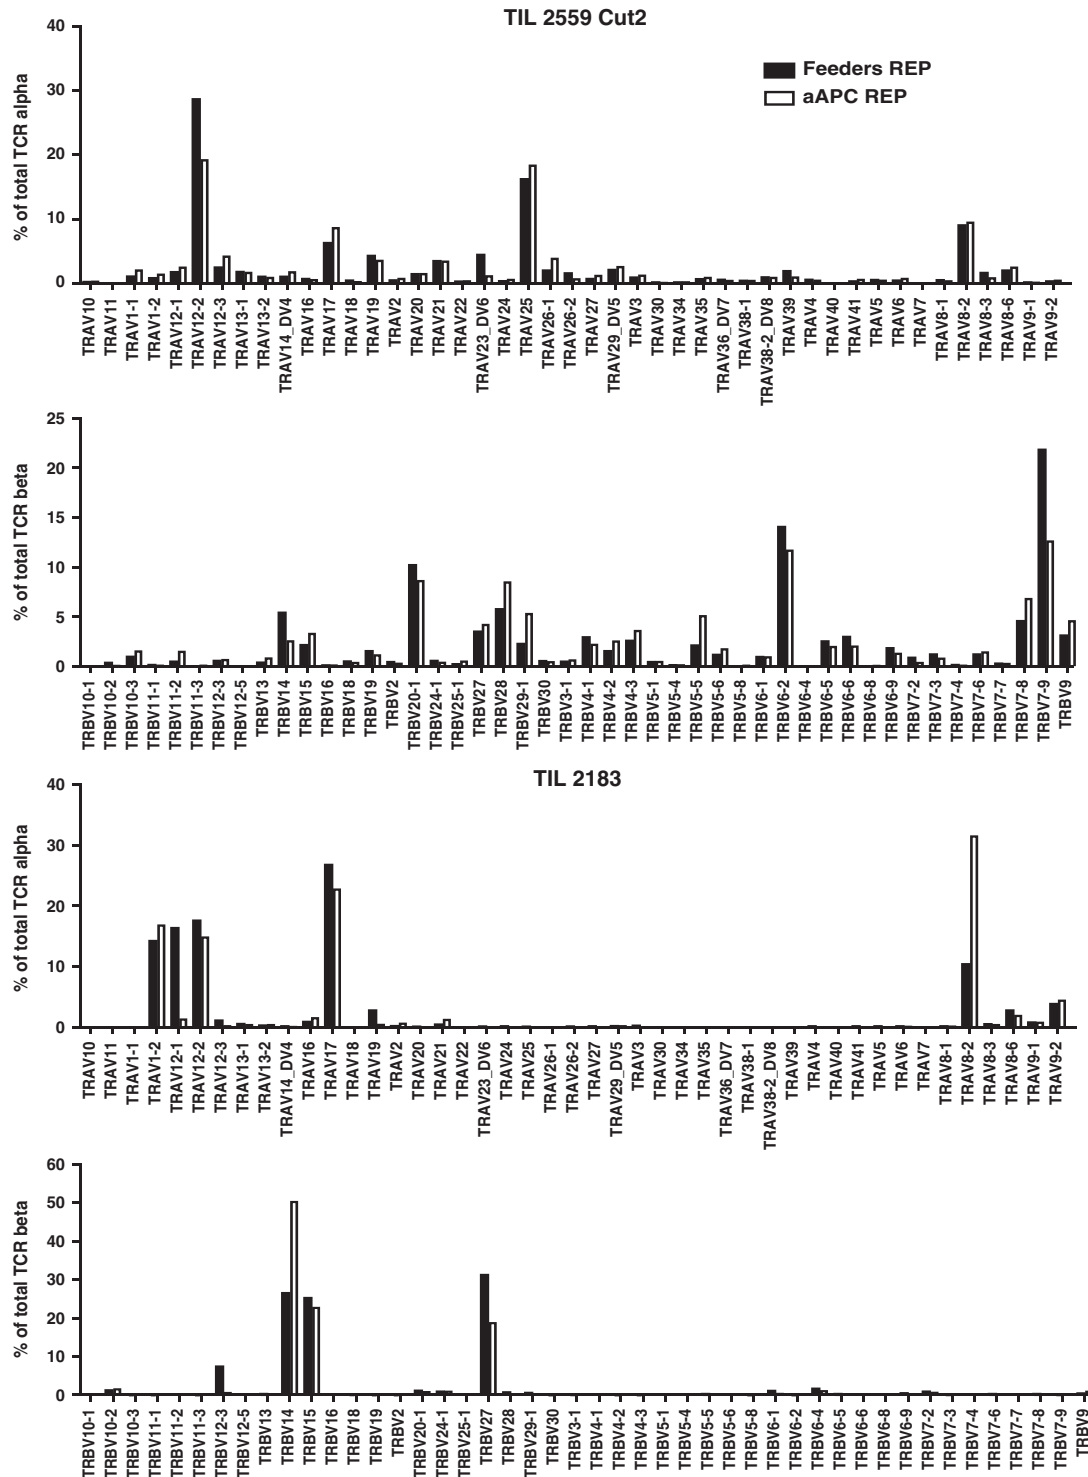 TIL 2559 Cut2
Feeders REP
aAPC REP
% of total TCR alpha
40
30
20
10
0
TRAV10
TRAV11
TRAV1-1
TRAV1-2
TRAV12-1
TRAV12-2
TRAV12-3
TRAV13-1
TRAV13-2
TRAV14_DV4
TRAV16
TRAV17
TRAV18
TRAV19
TRAV2
TRAV20
TRAV21
TRAV22
TRAV23_DV6
TRAV24
TRAV25
TRAV26-1
TRAV26-2
TRAV27
TRAV29_DV5
TRAV3
TRAV30
TRAV34
TRAV35
TRAV36_DV7
TRAV38-1
TRAV38-2_DV8
TRAV39
TRAV4
TRAV40
TRAV41
TRAV5
TRAV6
TRAV7
TRAV8-1
TRAV8-2
TRAV8-3
TRAV8-6
TRAV9-1
TRAV9-2
% of total TCR beta
25
20
15
10
5
0
TRBV10-1
TRBV10-2
TRBV10-3
TRBV11-1
TRBV11-2
TRBV11-3
TRBV12-3
TRBV12-5
TRBV13
TRBV14
TRBV15
TRBV16
TRBV18
TRBV19
TRBV2
TRBV20-1
TRBV24-1
TRBV25-1
TRBV27
TRBV28
TRBV29-1
TRBV30
TRBV3-1
TRBV4-1
TRBV4-2
TRBV4-3
TRBV5-1
TRBV5-4
TRBV5-5
TRBV5-6
TRBV5-8
TRBV6-1
TRBV6-2
TRBV6-4
TRBV6-5
TRBV6-6
TRBV6-8
TRBV6-9
TRBV7-2
TRBV7-3
TRBV7-4
TRBV7-6
TRBV7-7
TRBV7-8
TRBV7-9
TRBV9
TIL 2183
% of total TCR alpha
40
30
20
10
0
TRAV10
TRAV11
TRAV1-1
TRAV1-2
TRAV12-1
TRAV12-2
TRAV12-3
TRAV13-1
TRAV13-2
TRAV14_DV4
TRAV16
TRAV17
TRAV18
TRAV19
TRAV2
TRAV20
TRAV21
TRAV22
TRAV23_DV6
TRAV24
TRAV25
TRAV26-1
TRAV26-2
TRAV27
TRAV29_DV5
TRAV3
TRAV30
TRAV34
TRAV35
TRAV36_DV7
TRAV38-1
TRAV38-2_DV8
TRAV39
TRAV4
TRAV40
TRAV41
TRAV5
TRAV6
TRAV7
TRAV8-1
TRAV8-2
TRAV8-3
TRAV8-6
TRAV9-1
TRAV9-2
% of total TCR beta
60
50
40
30
20
10
0
TRBV10-1
TRBV10-2
TRBV10-3
TRBV11-1
TRBV11-2
TRBV11-3
TRBV12-3
TRBV12-5
TRBV13
TRBV14
TRBV15
TRBV16
TRBV18
TRBV19
TRBV2
TRBV20-1
TRBV24-1
TRBV25-1
TRBV27
TRBV28
TRBV29-1
TRBV30
TRBV3-1
TRBV4-1
TRBV4-2
TRBV4-3
TRBV5-1
TRBV5-4
TRBV5-5
TRBV5-6
TRBV5-8
TRBV6-1
TRBV6-2
TRBV6-4
TRBV6-5
TRBV6-6
TRBV6-8
TRBV6-9
TRBV7-2
TRBV7-3
TRBV7-4
TRBV7-6
TRBV7-7
TRBV7-8
TRBV7-9
TRBV9